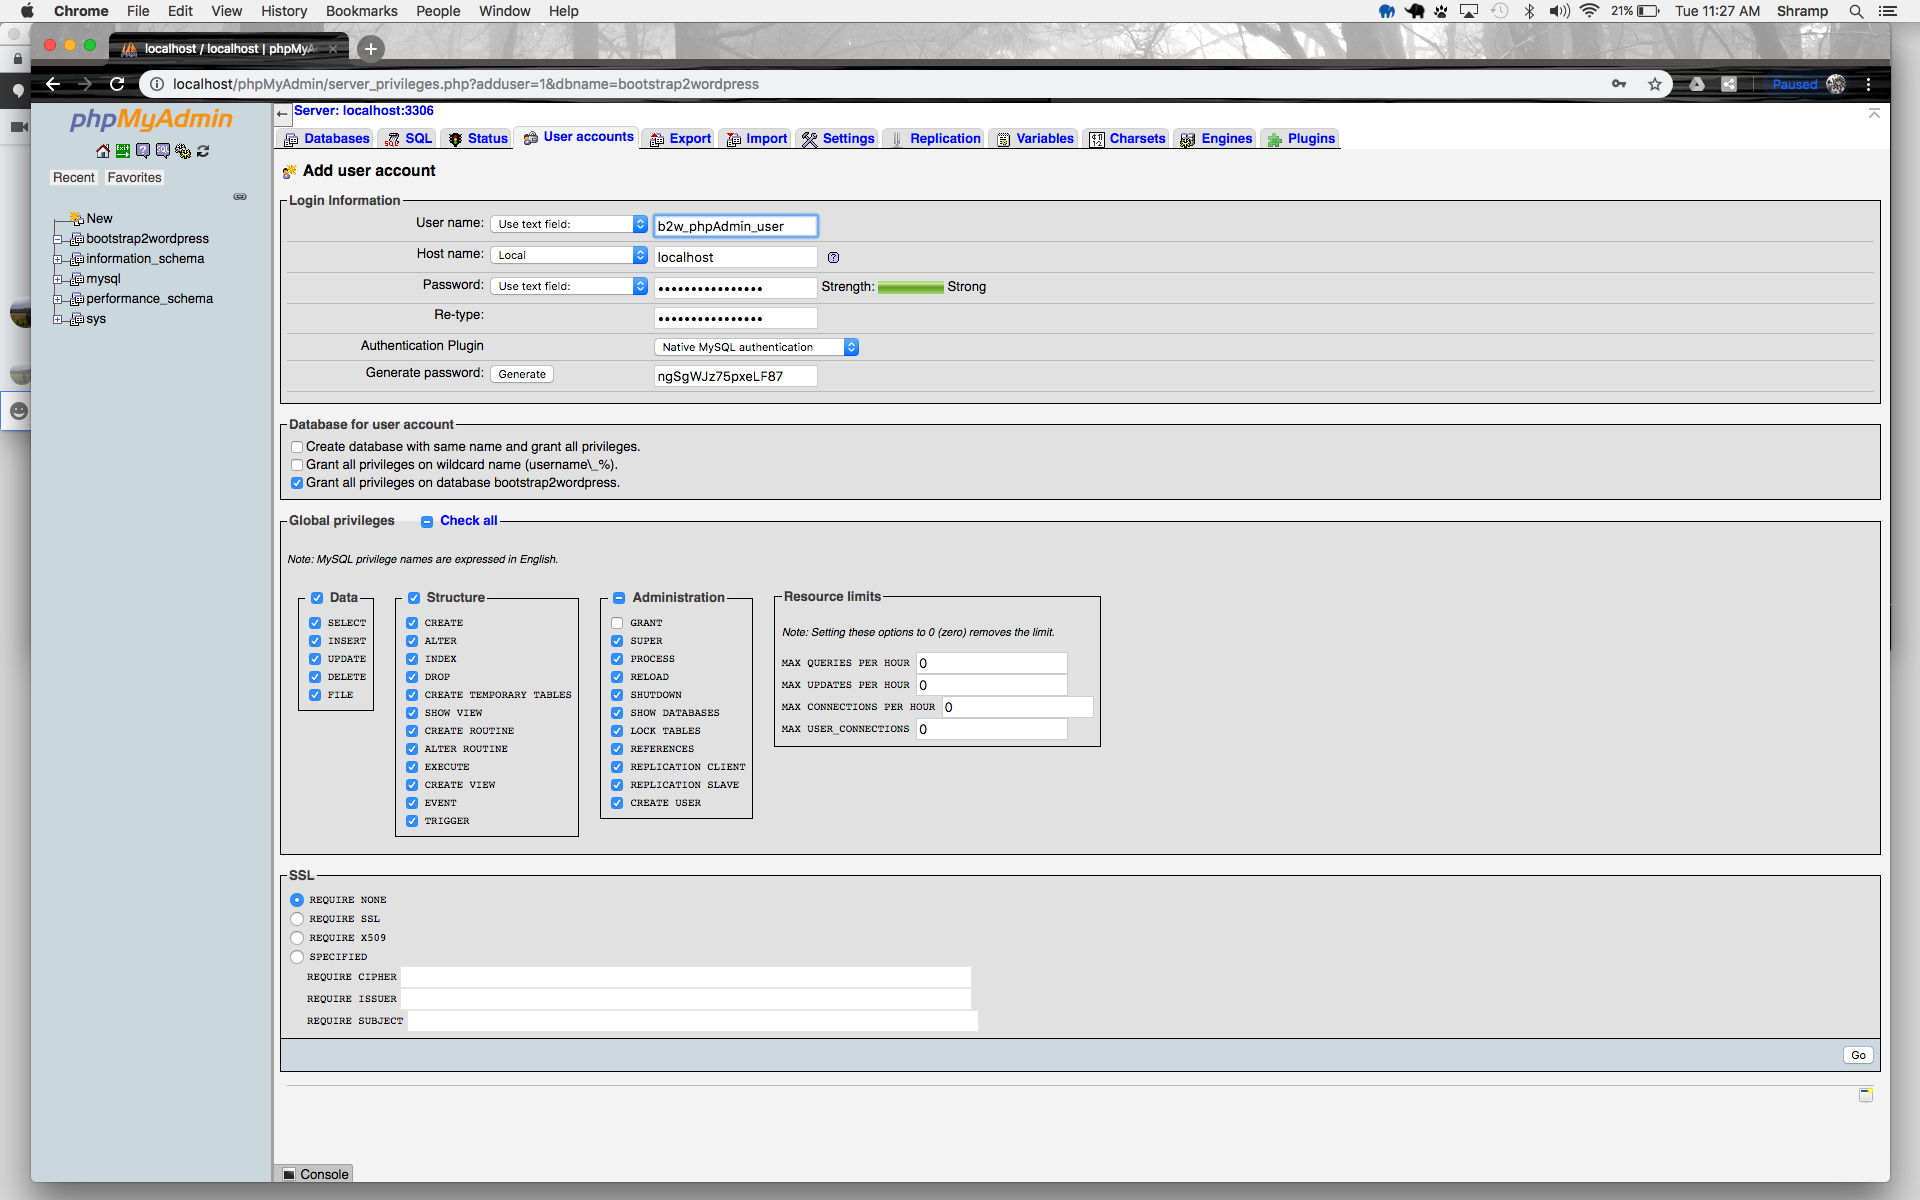 Chrome File Edit View History Bookmarks People Window Help 21% Tue 11:27 AM Shramp
localhost / localhost | phpMyA
localhost/phpMyAdmin/server_privileges.php?adduser=1&dbname=bootstrap2wordpress Paused
phpMyAdmin
Recent Favorites
New
bootstrap2wordpress
information_schema
mysql
performance_schema
sys
Server: localhost:3306
Databases SQL Status User accounts Export Import Settings Replication Variables Charsets Engines Plugins
Add user account
Login Information
User name: Use text field: b2w_phpAdmin_user
Host name: Local localhost
Password: Use text field: •••••••••••••••• Strength: Strong
Re-type: ••••••••••••••••
Authentication Plugin Native MySQL authentication
Generate password: Generate ngSgWJz75pxeLF87
Database for user account
Create database with same name and grant all privileges.
Grant all privileges on wildcard name (username\_%).
Grant all privileges on database bootstrap2wordpress.
Global privileges Check all
Note: MySQL privilege names are expressed in English.
Data
SELECT
INSERT
UPDATE
DELETE
FILE
Structure
CREATE
ALTER
INDEX
DROP
CREATE TEMPORARY TABLES
SHOW VIEW
CREATE ROUTINE
ALTER ROUTINE
EXECUTE
CREATE VIEW
EVENT
TRIGGER
Administration
GRANT
SUPER
PROCESS
RELOAD
SHUTDOWN
SHOW DATABASES
LOCK TABLES
REFERENCES
REPLICATION CLIENT
REPLICATION SLAVE
CREATE USER
Resource limits
Note: Setting these options to 0 (zero) removes the limit.
MAX QUERIES PER HOUR 0
MAX UPDATES PER HOUR 0
MAX CONNECTIONS PER HOUR 0
MAX USER_CONNECTIONS 0
SSL
REQUIRE NONE
REQUIRE SSL
REQUIRE X509
SPECIFIED
REQUIRE CIPHER
REQUIRE ISSUER
REQUIRE SUBJECT
Go
Console